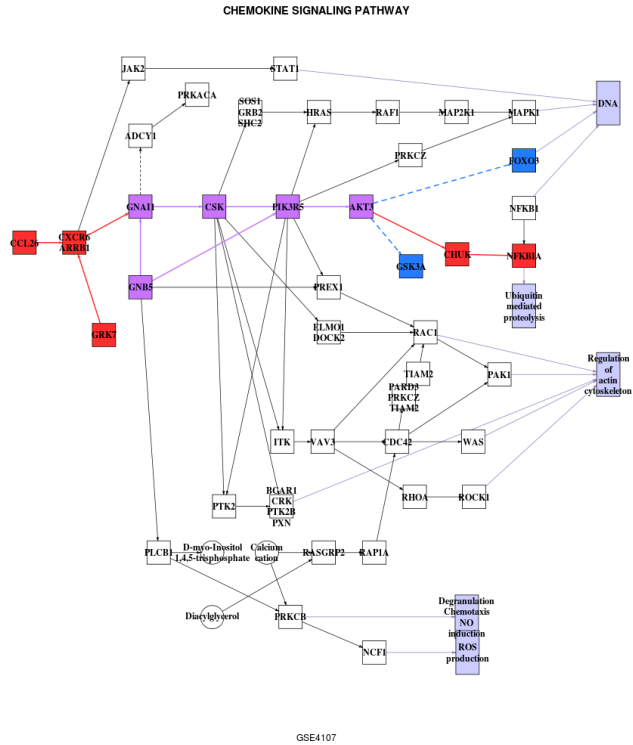 CHEMOKINE SIGNALING PATHWAY
JAK2
STAT1
PRKACA
DNA
SOS1
GRB2
SHC2
HRAS
RAF1
MAP2K1
MAPK1
ADCY1
PRKCZ
FOXO3
GNAI1
CSK
PIK3R5
AKT3
NFKB1
CCL26
CXCR6
ARRB1
CHUK
NFKBIA
GSK3A
GNB5
PREX1
Ubiquitin
mediated
proteolysis
GRK7
ELMO1
DOCK2
RAC1
TIAM2
PAK1
Regulation
of
actin
cytoskeleton
PARD3
PRKCZ
TIAM2
ITK
VAV3
CDC42
WAS
BCAR1
CRK
PTK2B
PXN
PTK2
RHOA
ROCK1
PLCB1
D-myo-Inositol
1,4,5-trisphosphate
Calcium
cation
RASGRP2
RAP1A
Diacylglycerol
PRKCB
Degranulation
Chemotaxis
NO
induction
ROS
production
NCF1
GSE4107